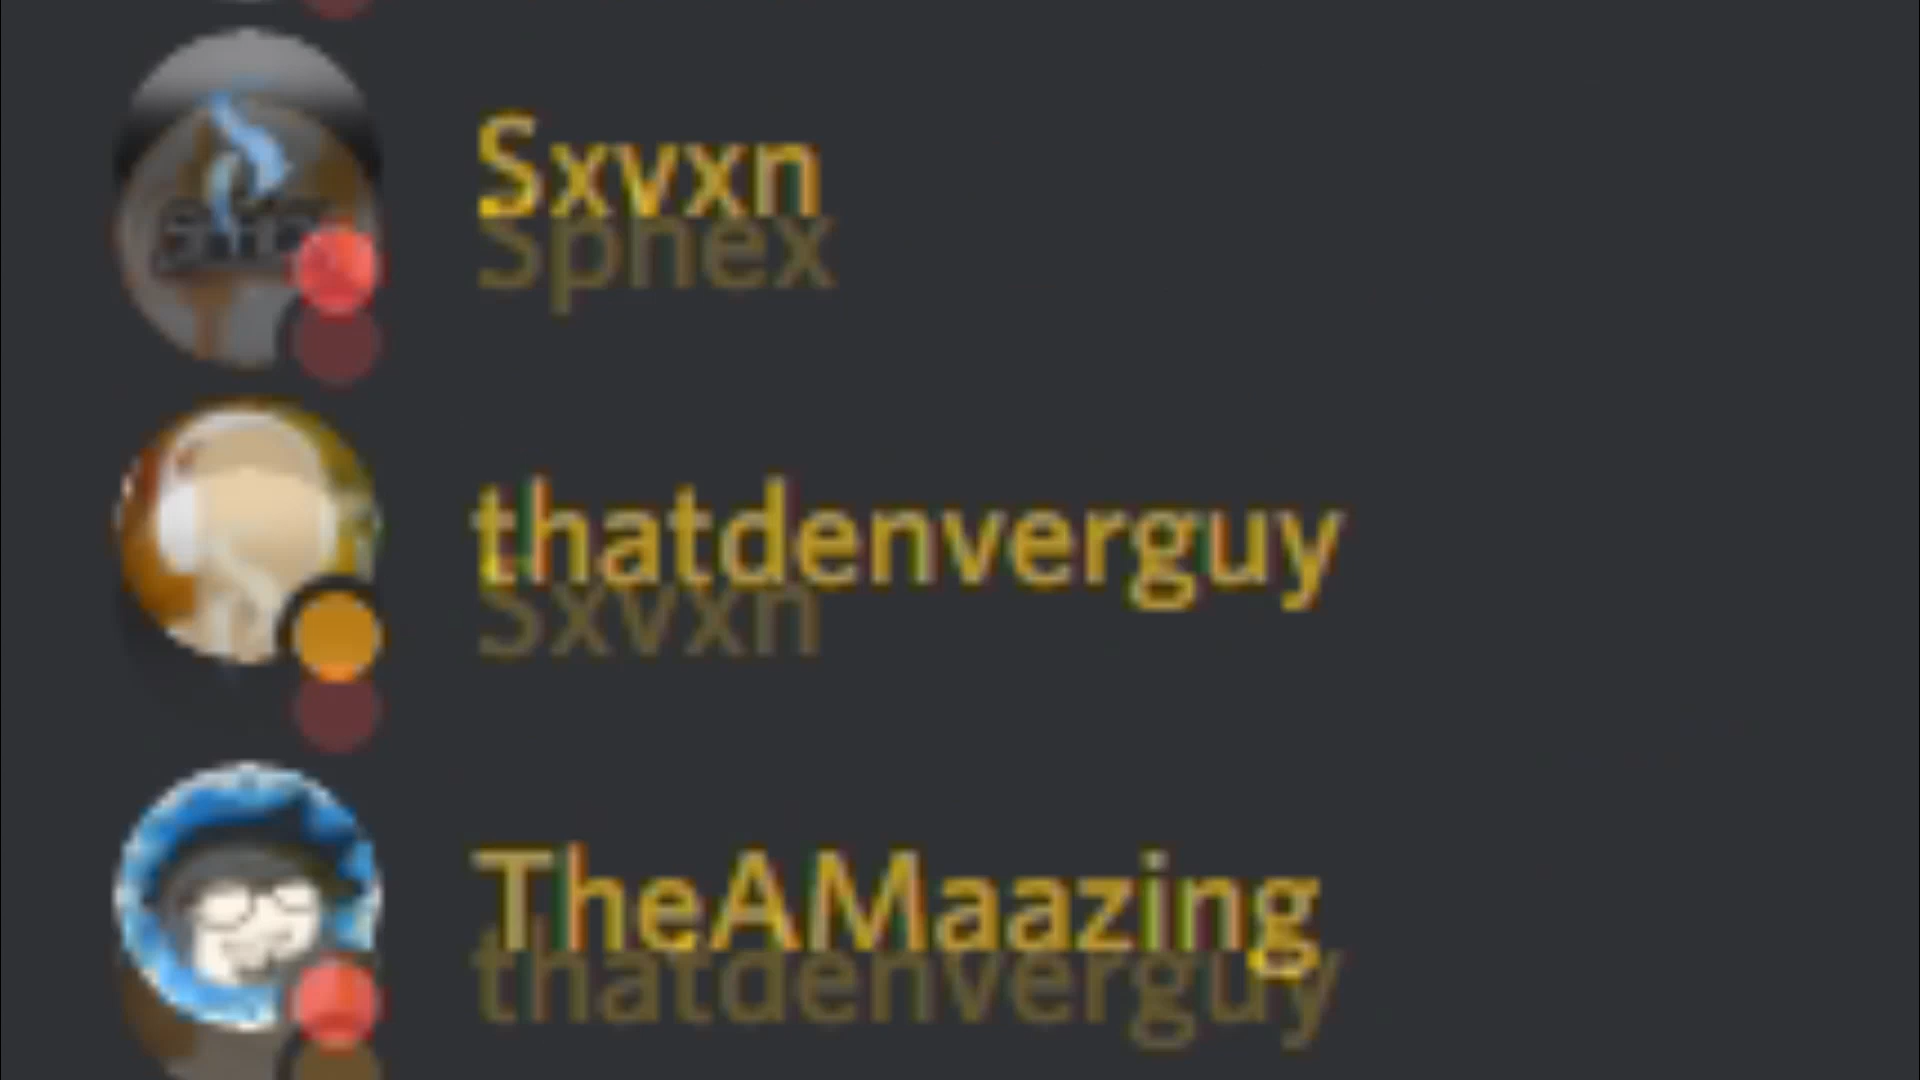 Sxvxn
Sphex
thatdenverguy
Sxvxn
TheAMaazing
thatdenverguy